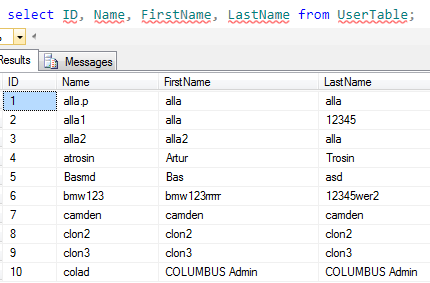 select ID, Name, FirstName, LastName from UserTable;
Results Messages
ID Name FirstName LastName
1 alla.p alla alla
2 alla1 alla 12345
3 alla2 alla2 alla
4 atrosin Artur Trosin
5 Basmd Bas asd
6 bmw123 bmw123rrrr 12345wer2
7 camden camden camden
8 clon2 clon2 clon2
9 clon3 clon3 clon3
10 colad COLUMBUS Admin COLUMBUS Admin